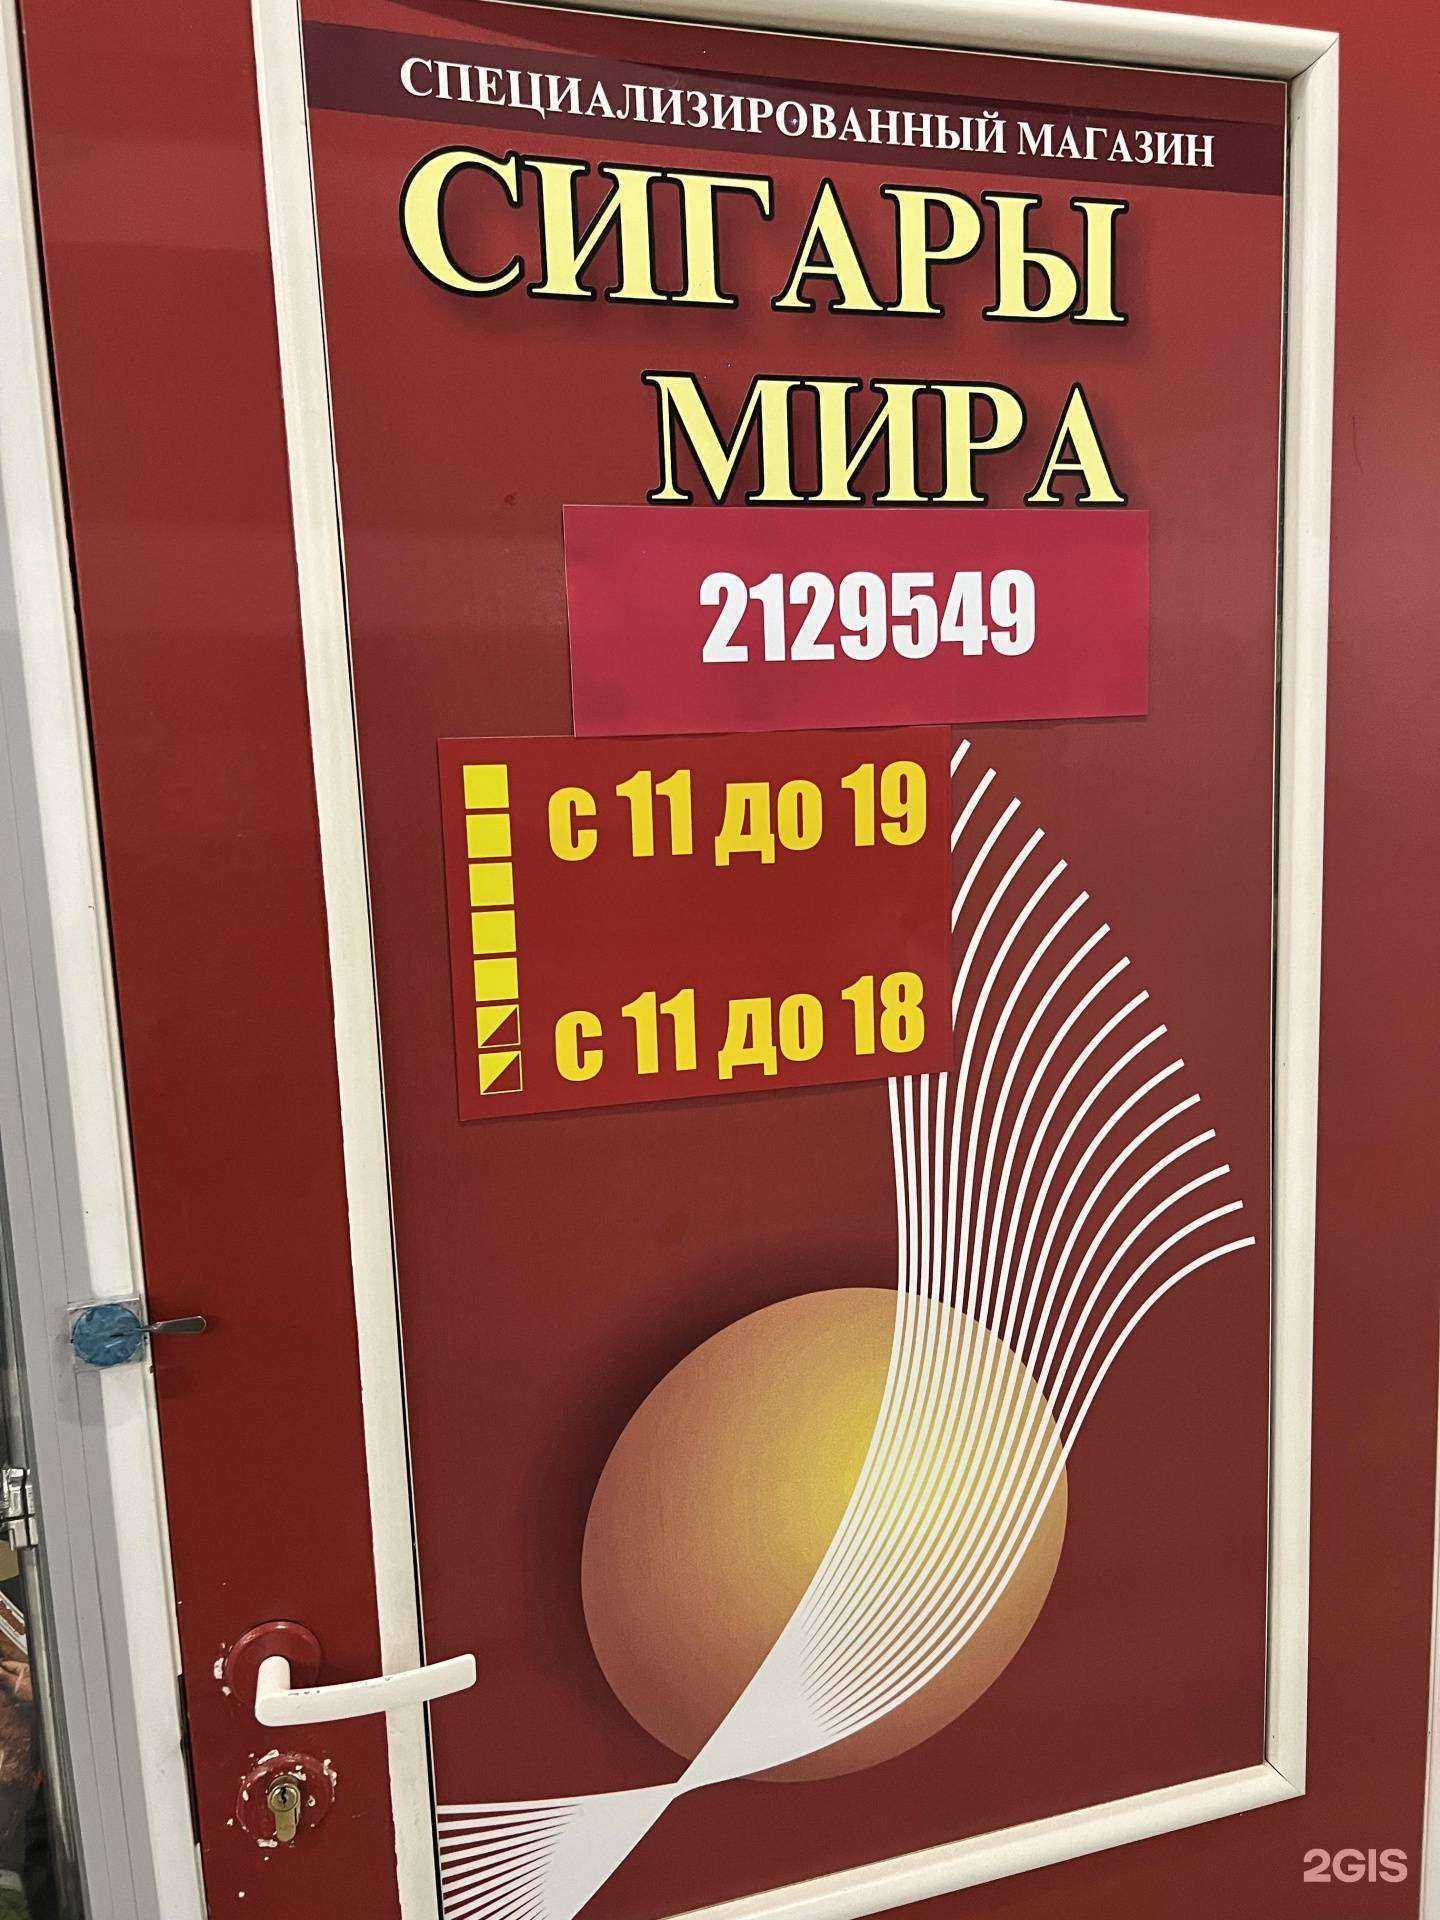 СПЕЦИАЛИЗИРОВАННЫЙ МАГАЗИН
СИГАРЫ
МИРА
2129549
с 11 до 19
с 11 до 18
2GIS